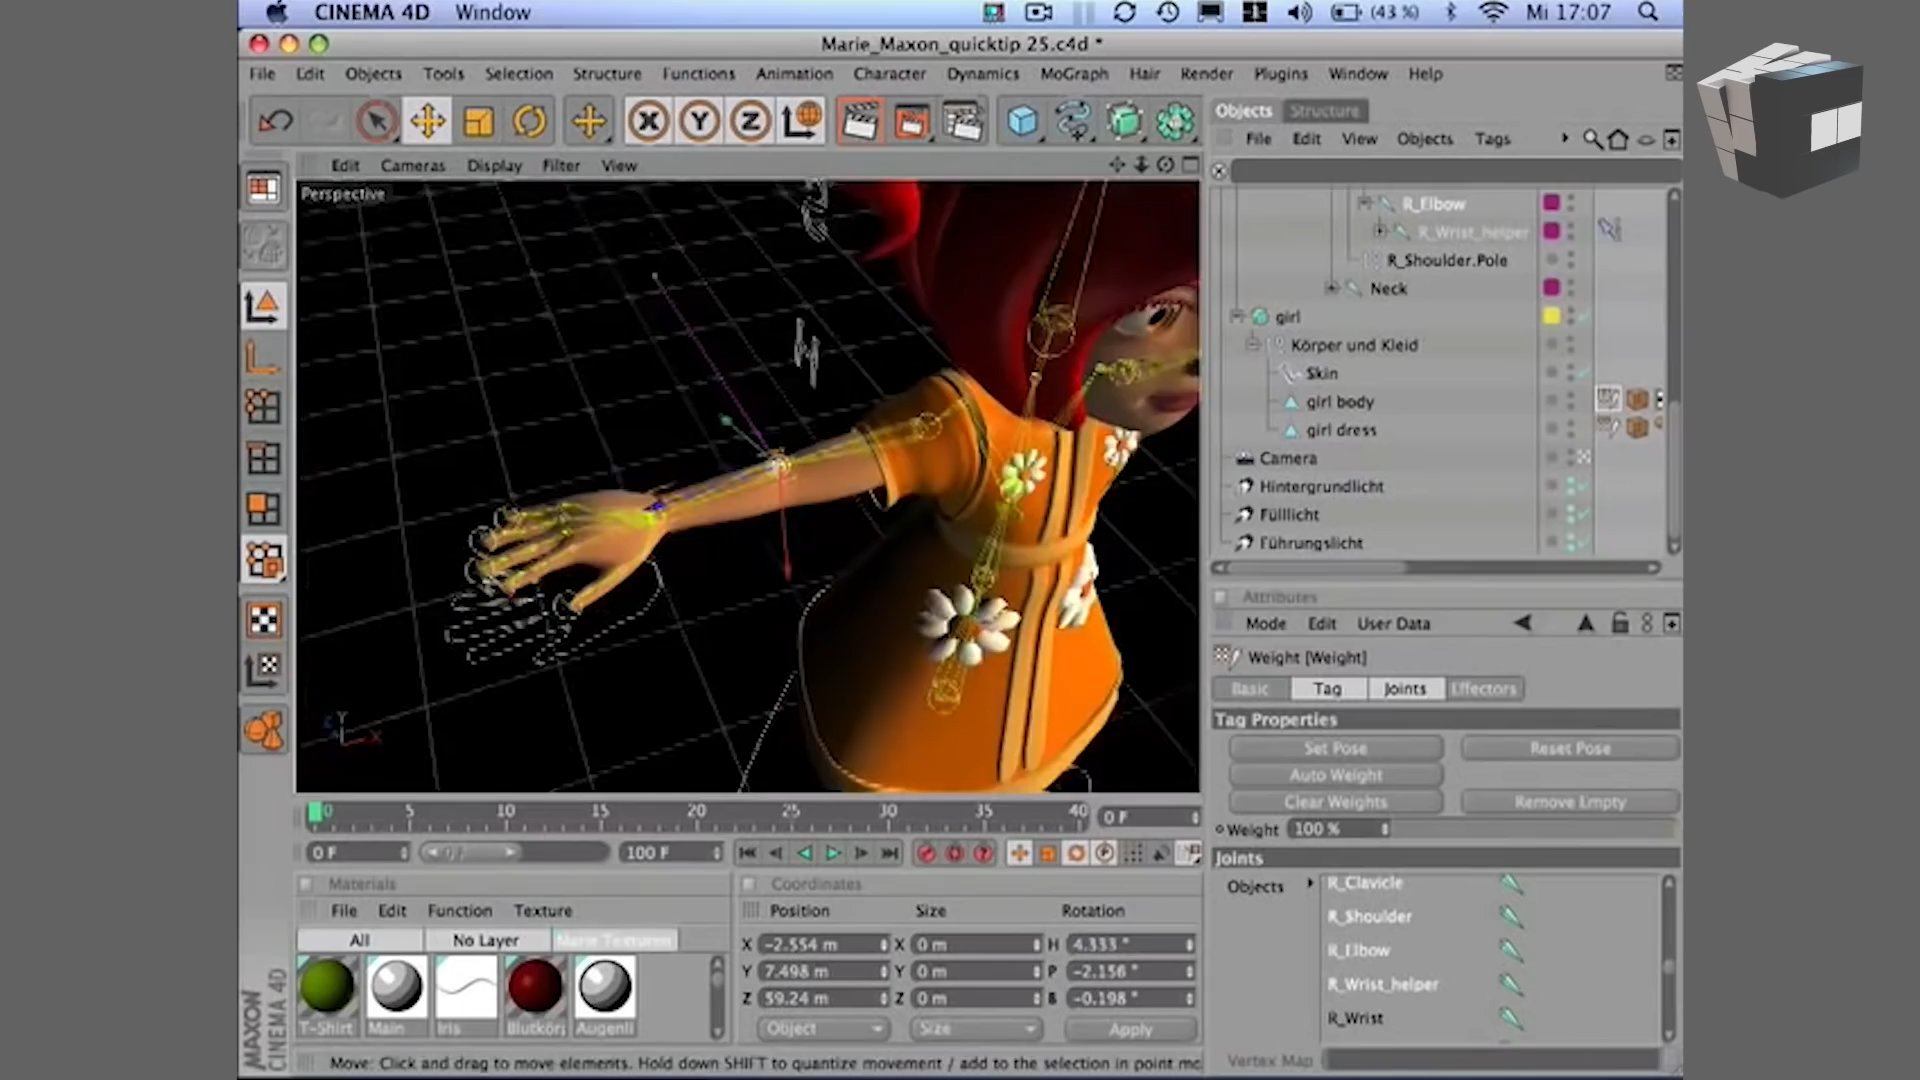 CINEMA 4D Window (43 %) Mi 17:07
Marie_Maxon_quicktip 25.c4d *
File Edit Objects Tools Selection Structure Functions Animation Character Dynamics MoGraph Hair Render Plugins Window Help
X Y Z
Objects Structure
File Edit View Objects Tags
Edit Cameras Display Filter View
Perspective
R_Elbow
R_Wrist_helper
R_Shoulder.Pole
Neck
girl
Körper und Kleid
Skin
girl body
girl dress
Camera
Hintergrundlicht
Fülllicht
Führungslicht
Attributes
Mode Edit User Data
Weight [Weight]
Basic Tag Joints Effectors
Tag Properties
Set Pose Reset Pose
Auto Weight
Clear Weights Remove Empty
Weight 100 %
Joints
Objects
R_Clavicle
R_Shoulder
R_Elbow
R_Wrist_helper
R_Wrist
Vertex Map
0 5 10 15 20 25 30 35 40 0 F
0 F 100 F
Materials
File Edit Function Texture
All No Layer Marie Texturen
T-Shirt Main Iris Blutkörp Augenli
Coordinates
Position Size Rotation
X -2.554 m X 0 m H 4.333 °
Y 7.498 m Y 0 m P -2.156 °
Z 59.24 m Z 0 m B -0.198 °
Object Size Apply
MAXON
CINEMA 4D
Move: Click and drag to move elements. Hold down SHIFT to quantize movement / add to the selection in point mo